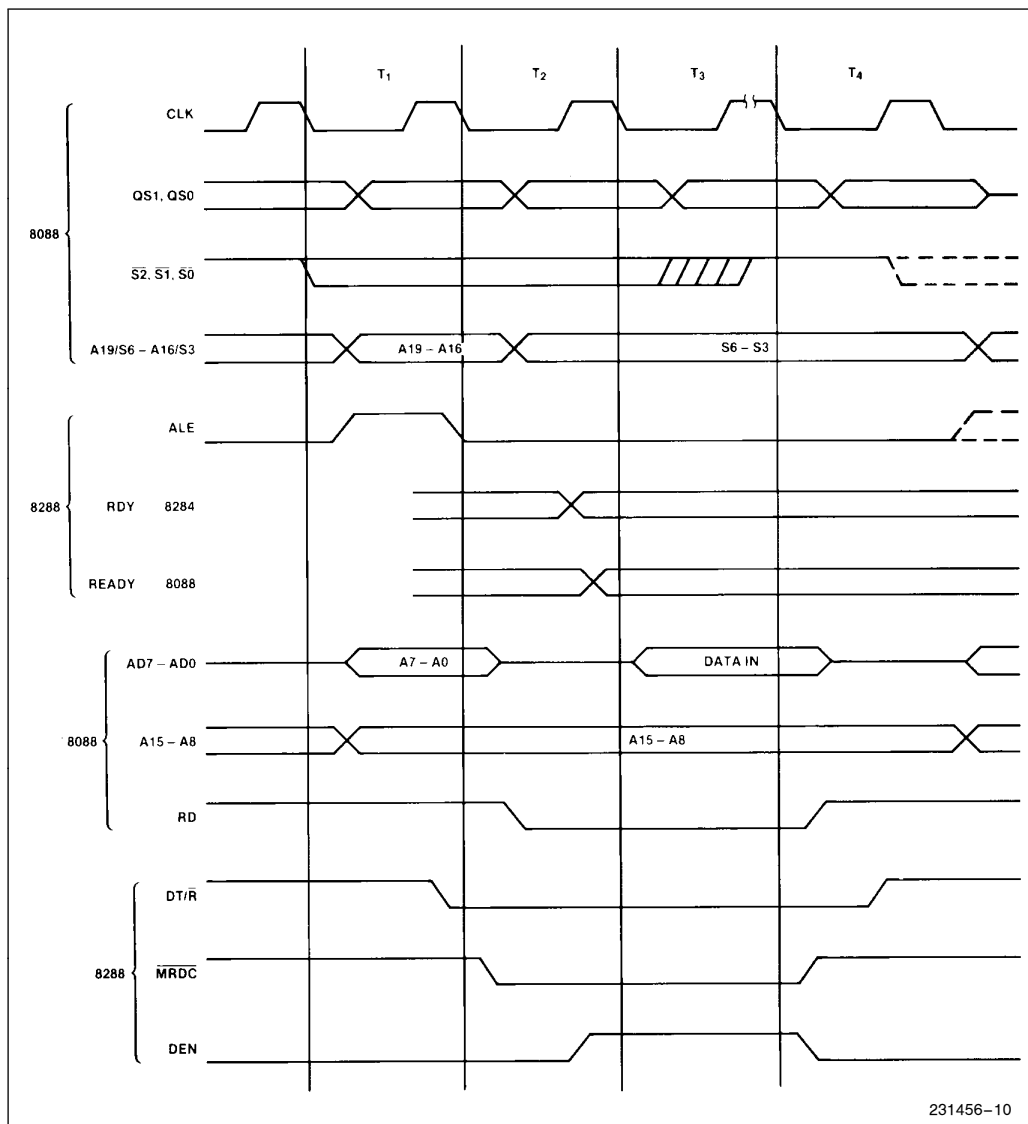 T₁ T₂ T₃ T₄
CLK
QS1, QS0
8088
S̅2̅, S̅1̅, S̅0̅
A19/S6 – A16/S3 A19 – A16 S6 – S3
ALE
8288 RDY 8284
READY 8088
AD7 – AD0 A7 – A0 DATA IN
8088 A15 – A8 A15 – A8
RD
DT/R̅
8288 M̅R̅D̅C̅
DEN
231456–10